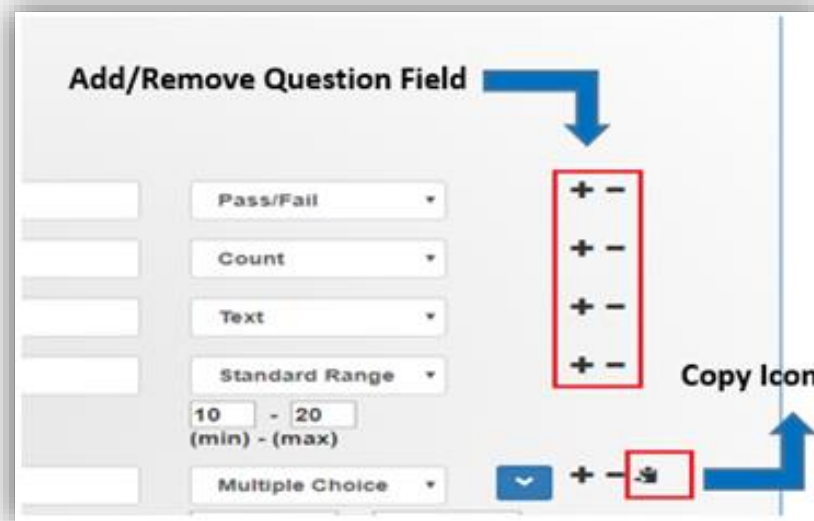 Add/Remove Question Field
Pass/Fail
+ -
Count
+ -
Text
+ -
Standard Range
+ -
Copy Icon
10 - 20
(min) - (max)
Multiple Choice
+ -